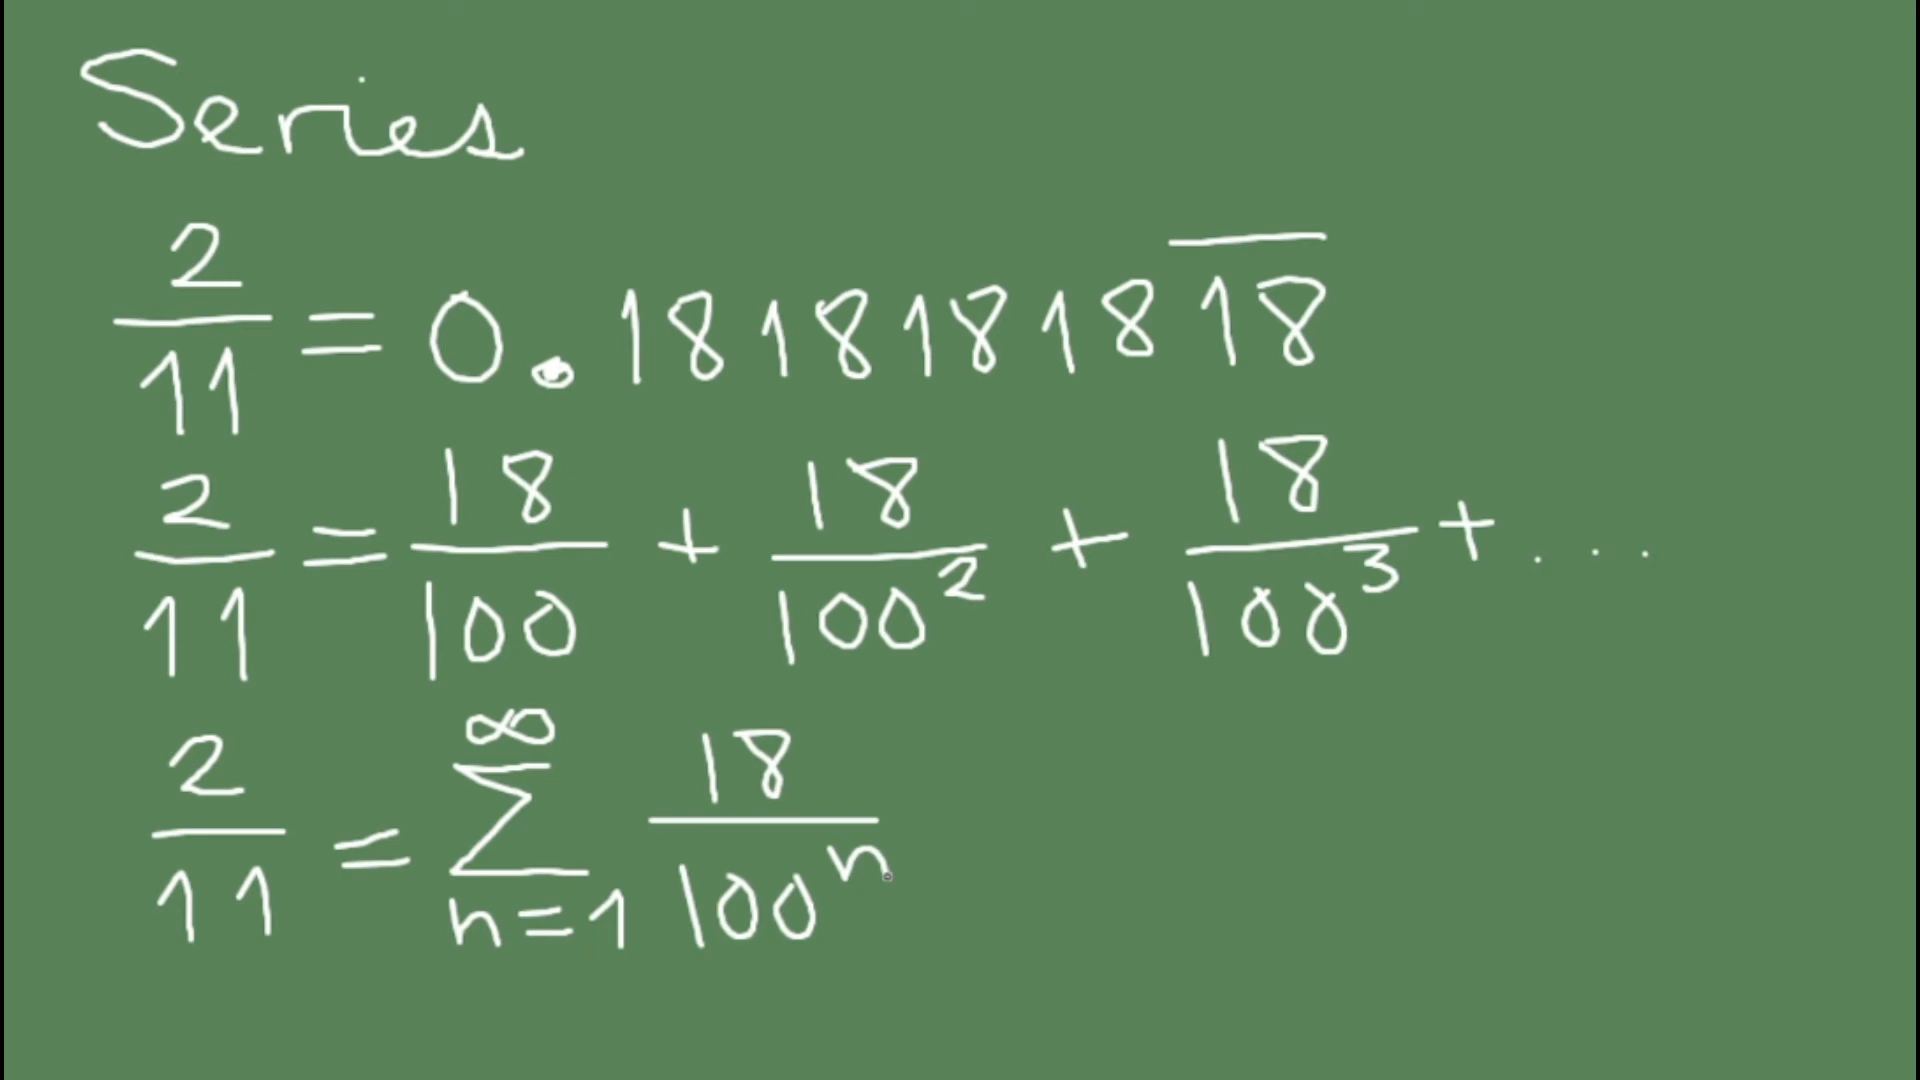 Series
2/11 = 0.18181818\overline{18}
2/11 = 18/100 + 18/100² + 18/100³ + ...
2/11 = ∑_{n=1}^{∞} 18/100ⁿ